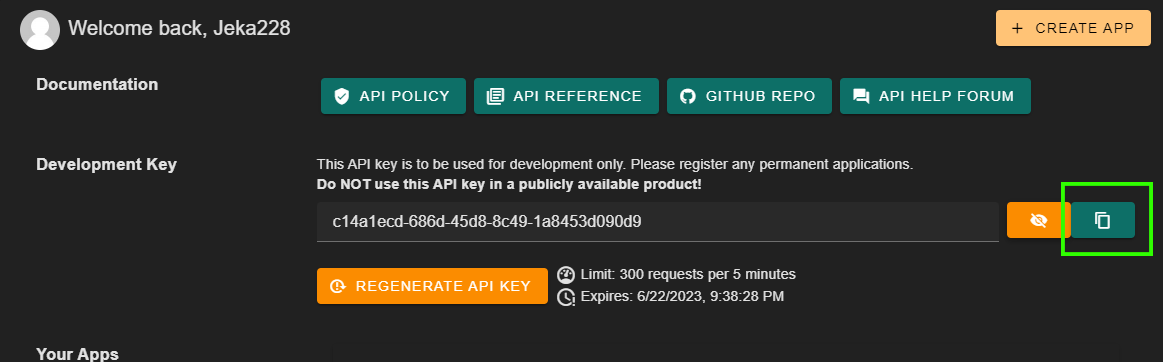 Welcome back, Jeka228
+ CREATE APP
Documentation
API POLICY
API REFERENCE
GITHUB REPO
API HELP FORUM
Development Key
This API key is to be used for development only. Please register any permanent applications.
Do NOT use this API key in a publicly available product!
c14a1ecd-686d-45d8-8c49-1a8453d090d9
REGENERATE API KEY
Limit: 300 requests per 5 minutes
Expires: 6/22/2023, 9:38:28 PM
Your Apps